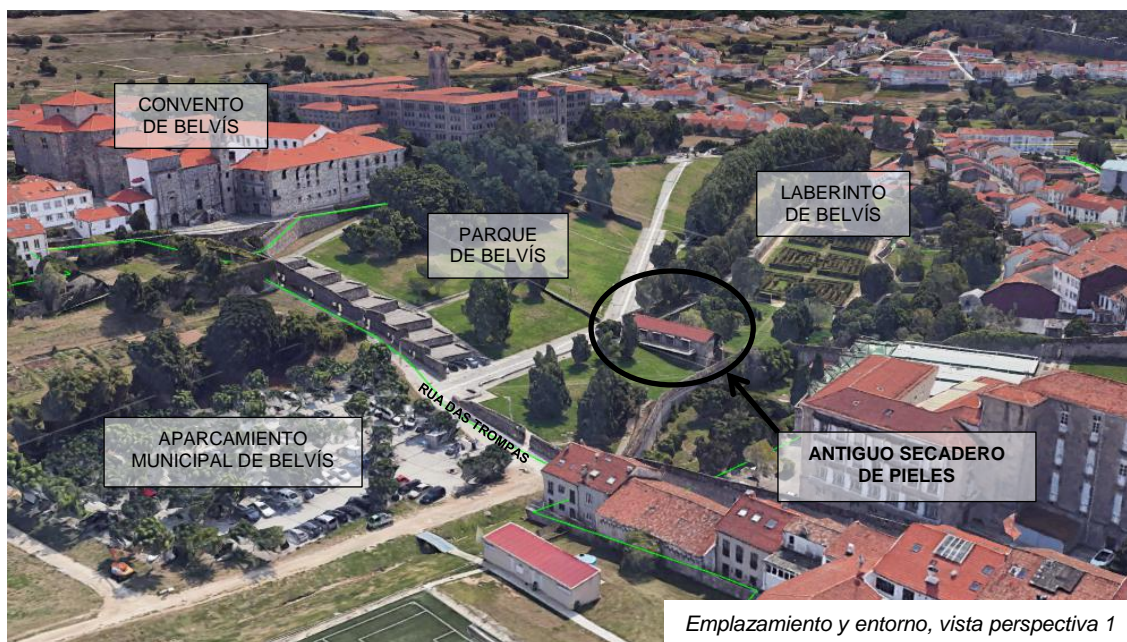 CONVENTO
DE BELVÍS
LABERINTO
DE BELVÍS
PARQUE
DE BELVÍS
RUA DAS TROMPAS
APARCAMIENTO
MUNICIPAL DE BELVÍS
ANTIGUO SECADERO
DE PIELES
Emplazamiento y entorno, vista perspectiva 1